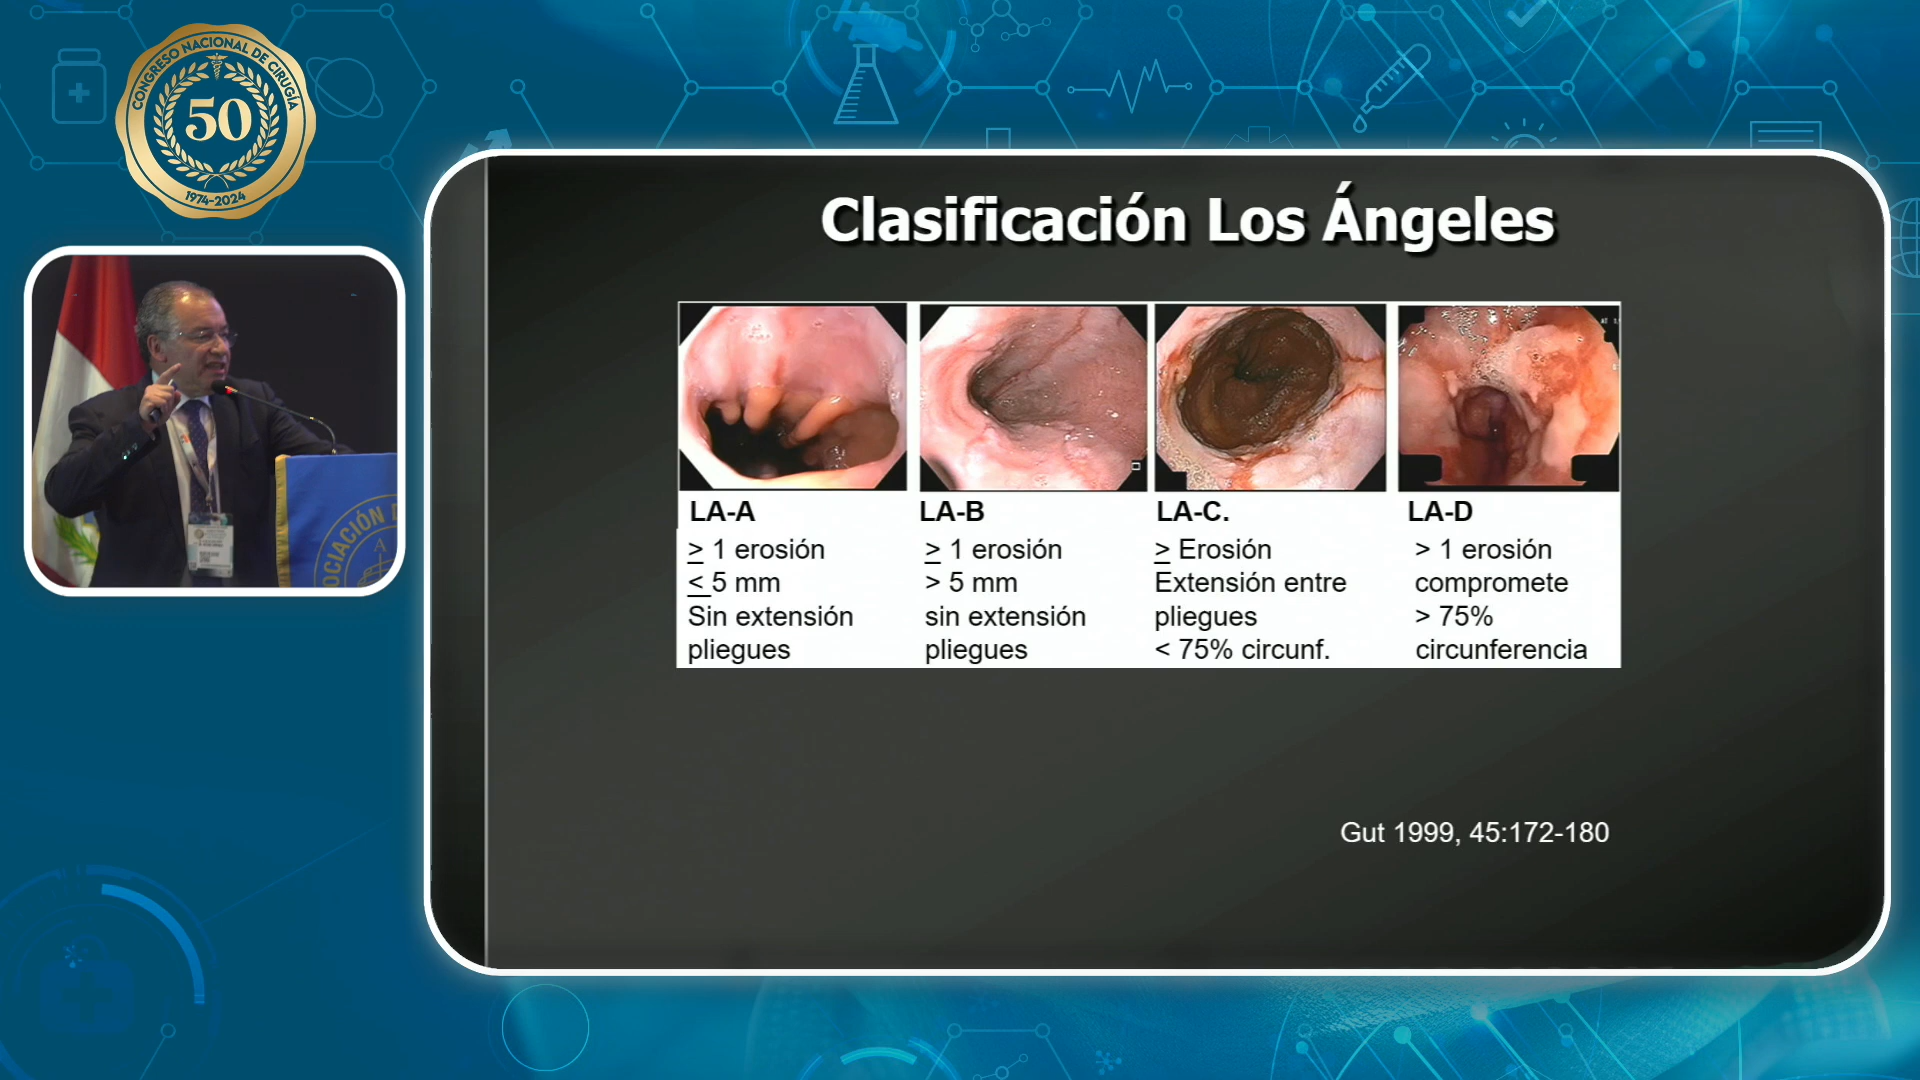 CONGRESO NACIONAL DE CIRUGÍA
50
1974-2024
OCIACIÓN D
A
Clasificación Los Ángeles
LA-A
≥ 1 erosión
≤ 5 mm
Sin extensión
pliegues
LA-B
≥ 1 erosión
> 5 mm
sin extensión
pliegues
LA-C.
≥ Erosión
Extensión entre
pliegues
< 75% circunf.
LA-D
> 1 erosión
compromete
> 75%
circunferencia
Gut 1999, 45:172-180